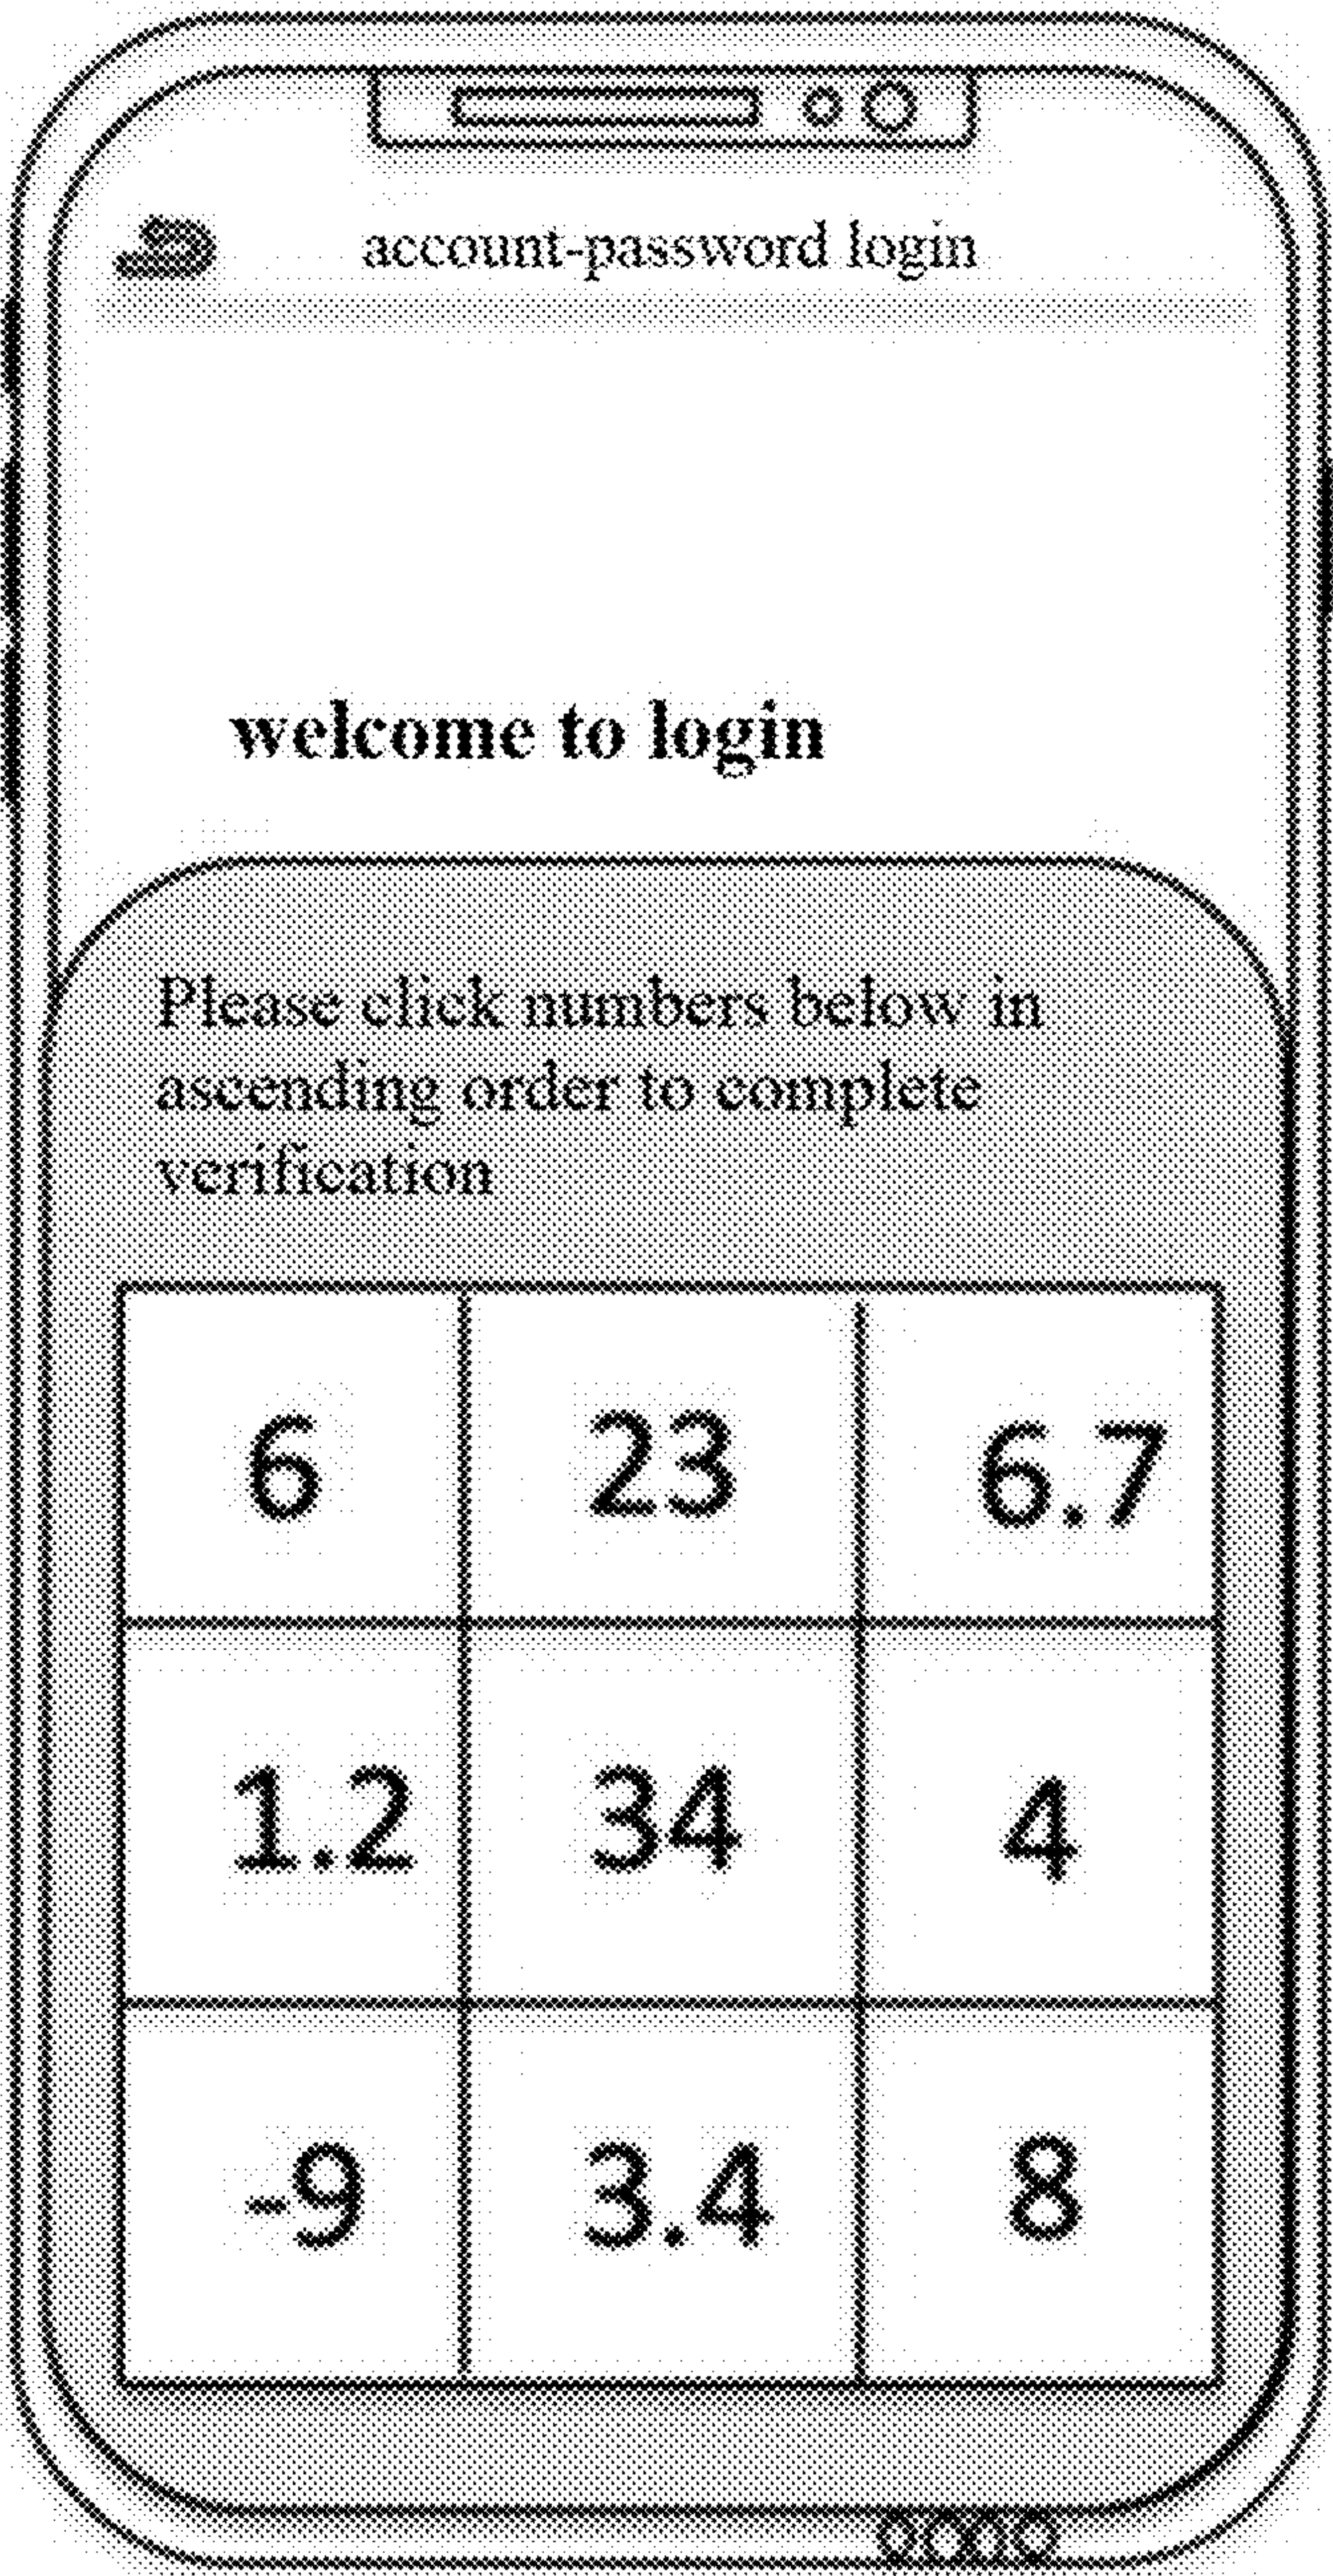 account-password login
welcome to login
Please click numbers below in
ascending order to complete
verification
6 23 6.7
1.2 34 4
-9 3.4 8